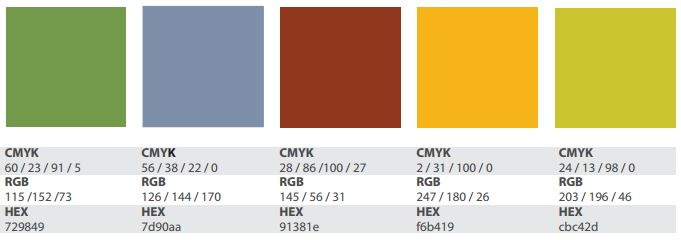 CMYK CMYK CMYK CMYK CMYK
60 / 23 / 91 / 5 56 / 38 / 22 / 0 28 / 86 /100 / 27 2 / 31 / 100 / 0 24 / 13 / 98 / 0
RGB RGB RGB RGB RGB
115 /152 /73 126 / 144 / 170 145 / 56 / 31 247 / 180 / 26 203 / 196 / 46
HEX HEX HEX HEX HEX
729849 7d90aa 91381e f6b419 cbc42d